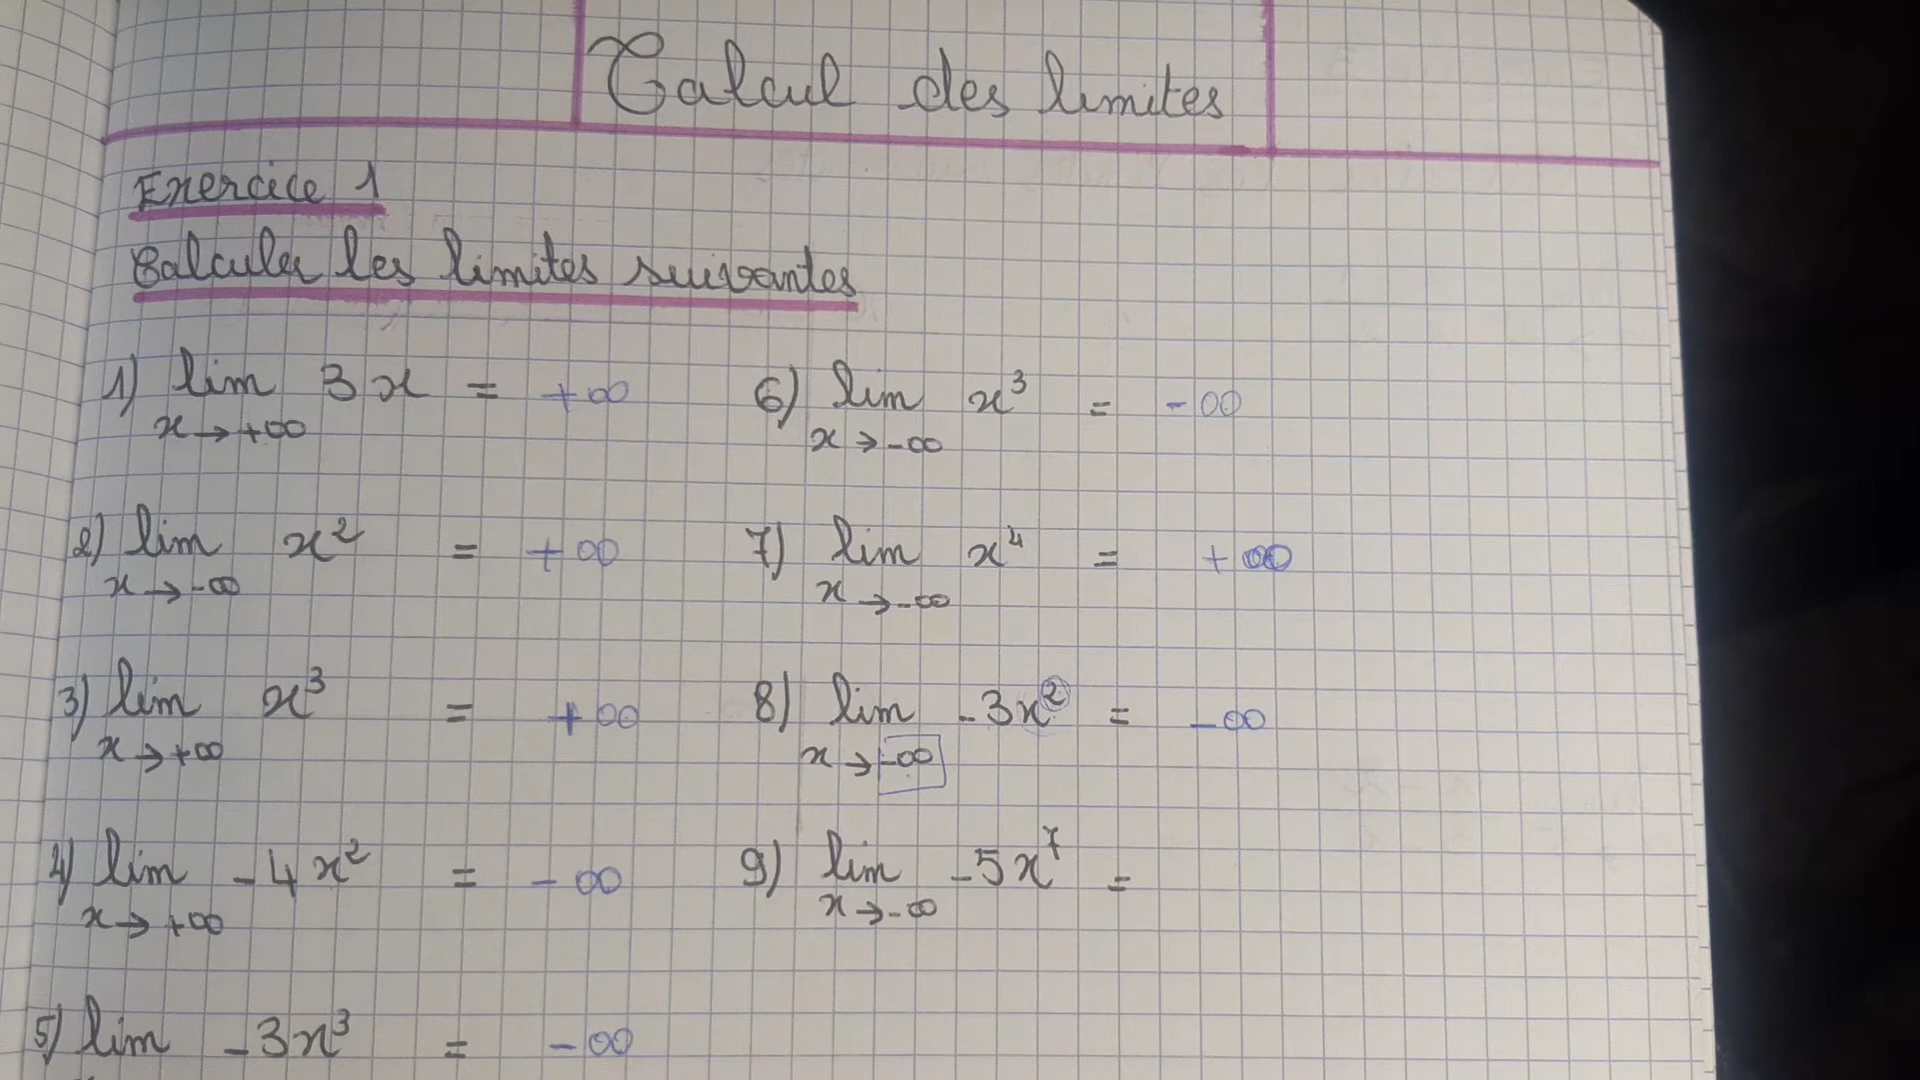 Calcul des limites
Exercice 1
Calculer les limites suivantes
1) lim 3x = +∞
x→+∞
2) lim x² = +∞
x→-∞
3) lim x³ = +∞
x→+∞
4) lim -4x² = -∞
x→+∞
5) lim -3x³ = -∞
6) lim x³ = -∞
x→-∞
7) lim x⁴ = +∞
x→-∞
8) lim -3x² = -∞
x→-∞
9) lim -5x⁷ =
x→-∞